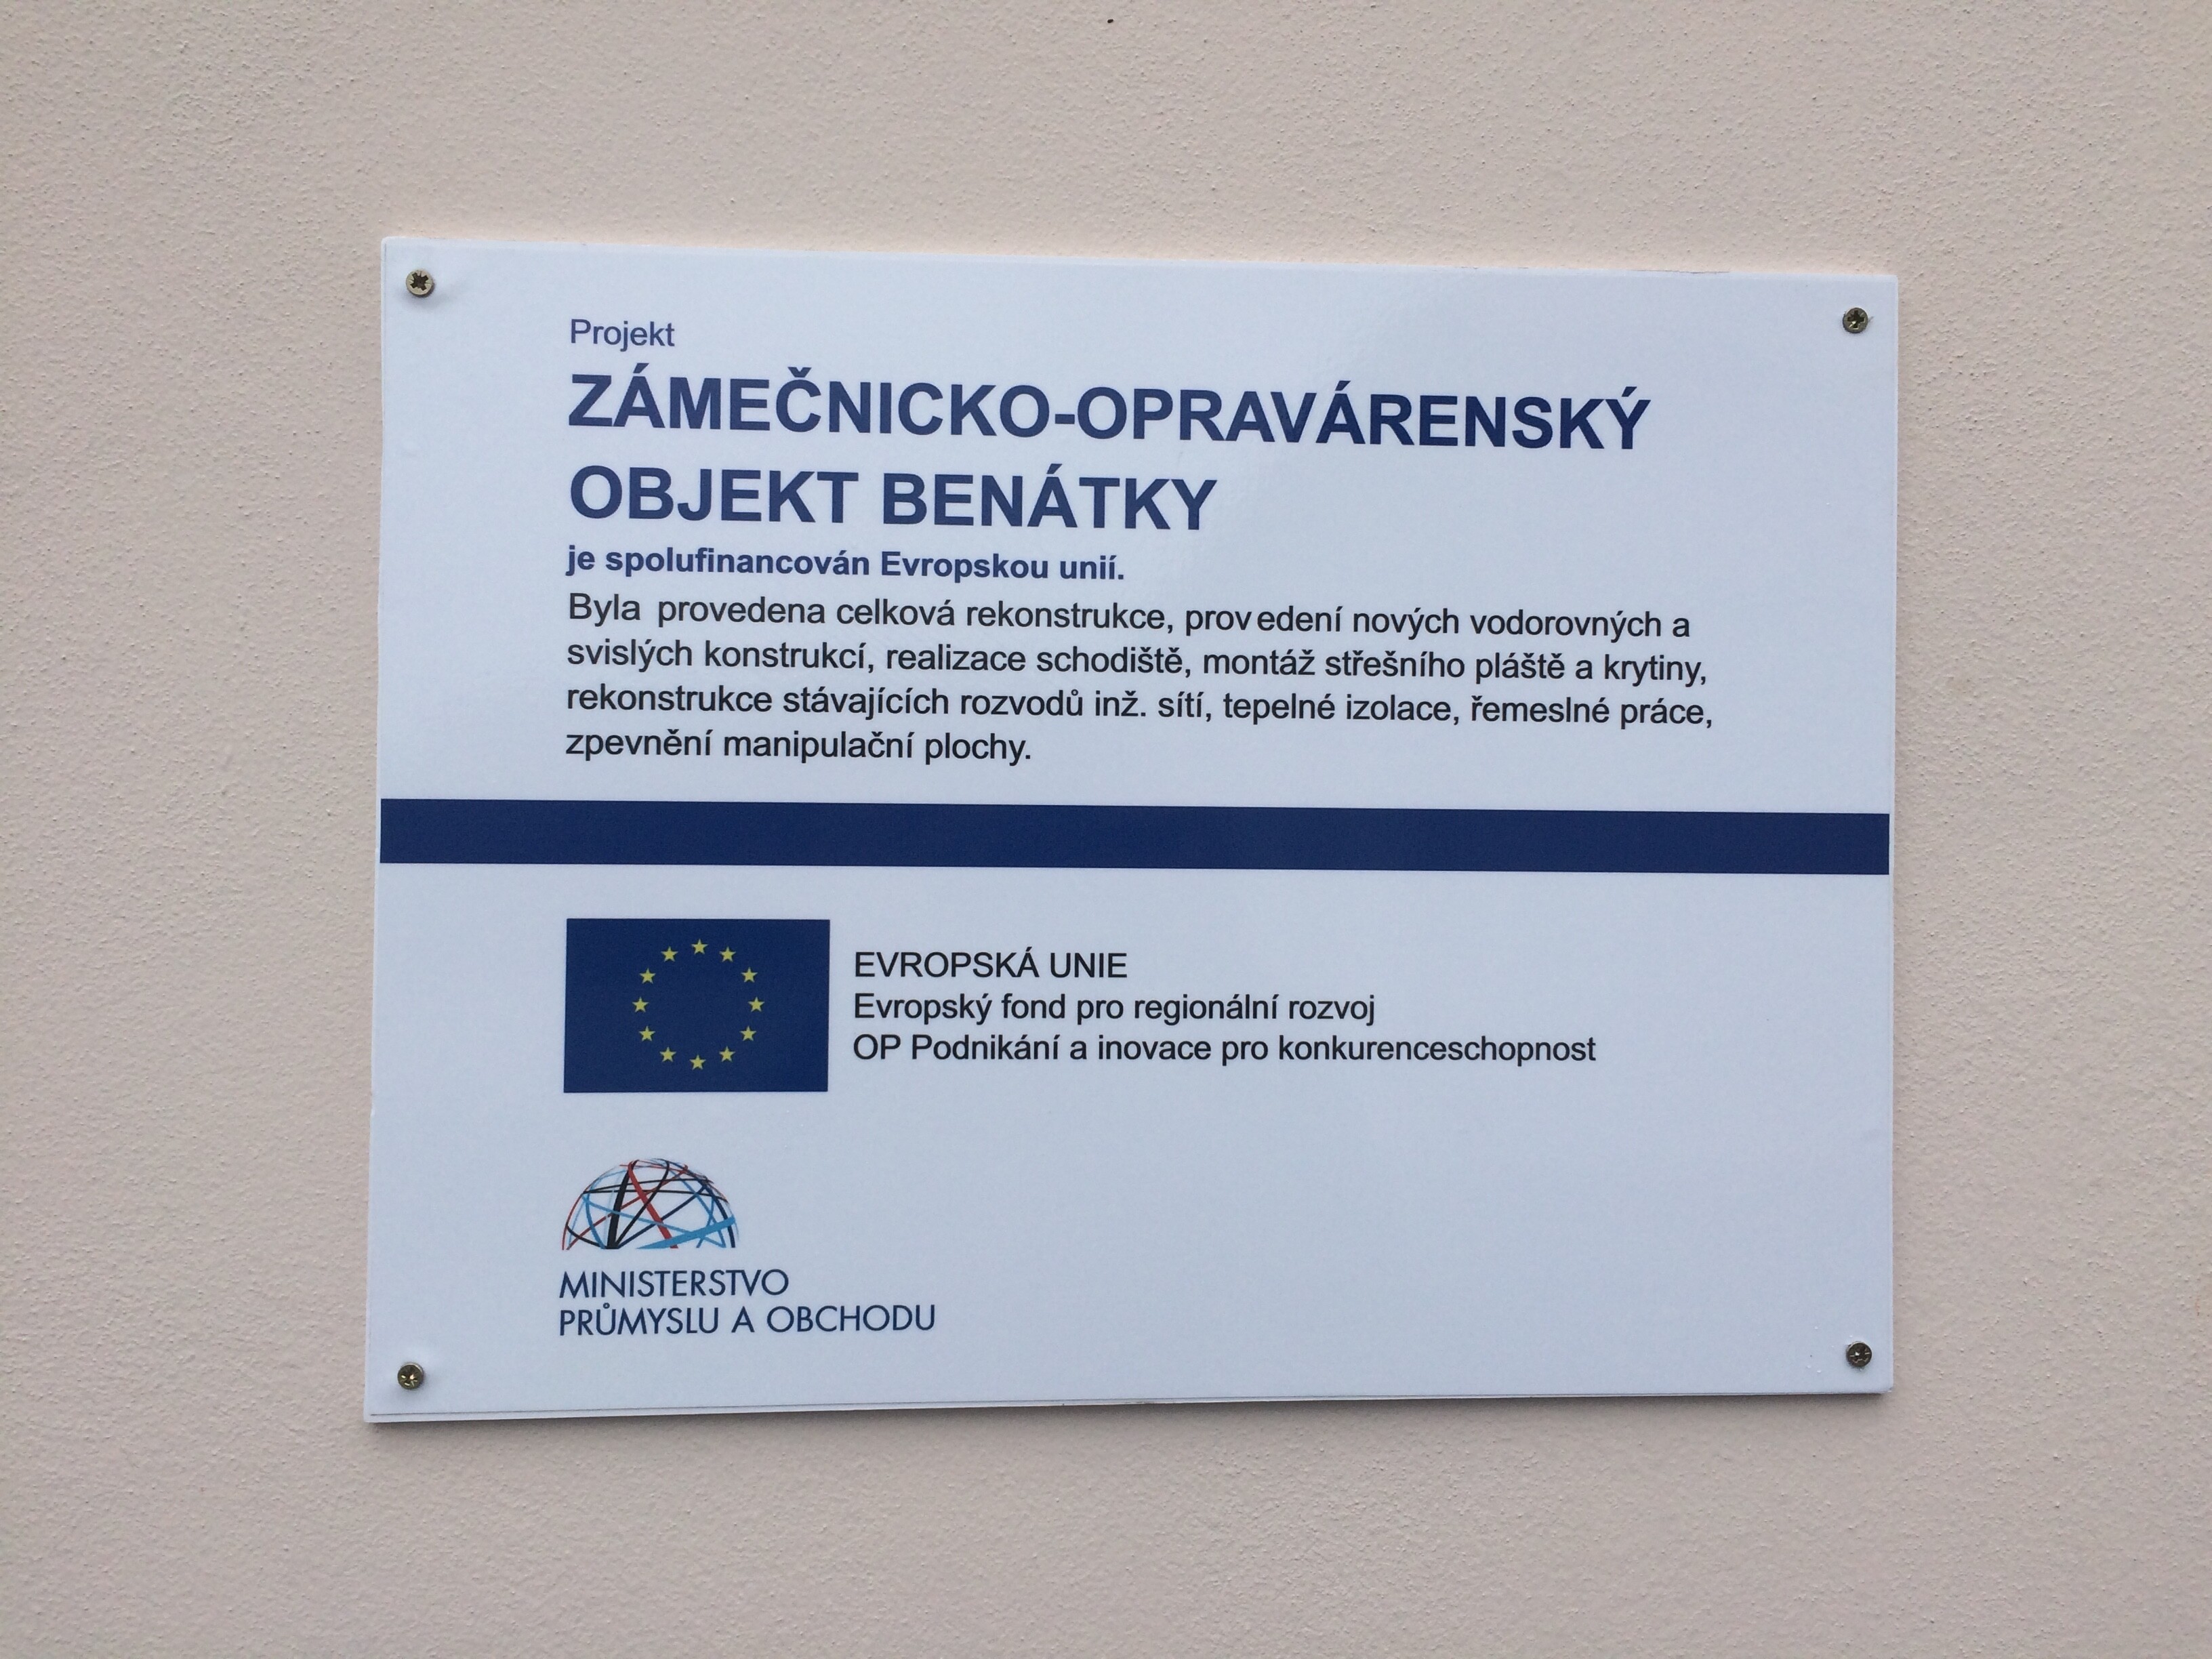 Projekt
ZÁMEČNICKO-OPRAVÁRENSKÝ
OBJEKT BENÁTKY
je spolufinancován Evropskou unií.
Byla provedena celková rekonstrukce, provedení nových vodorovných a
svislých konstrukcí, realizace schodiště, montáž střešního pláště a krytiny,
rekonstrukce stávajících rozvodů inž. sítí, tepelné izolace, řemeslné práce,
zpevnění manipulační plochy.
EVROPSKÁ UNIE
Evropský fond pro regionální rozvoj
OP Podnikání a inovace pro konkurenceschopnost
MINISTERSTVO
PRŮMYSLU A OBCHODU